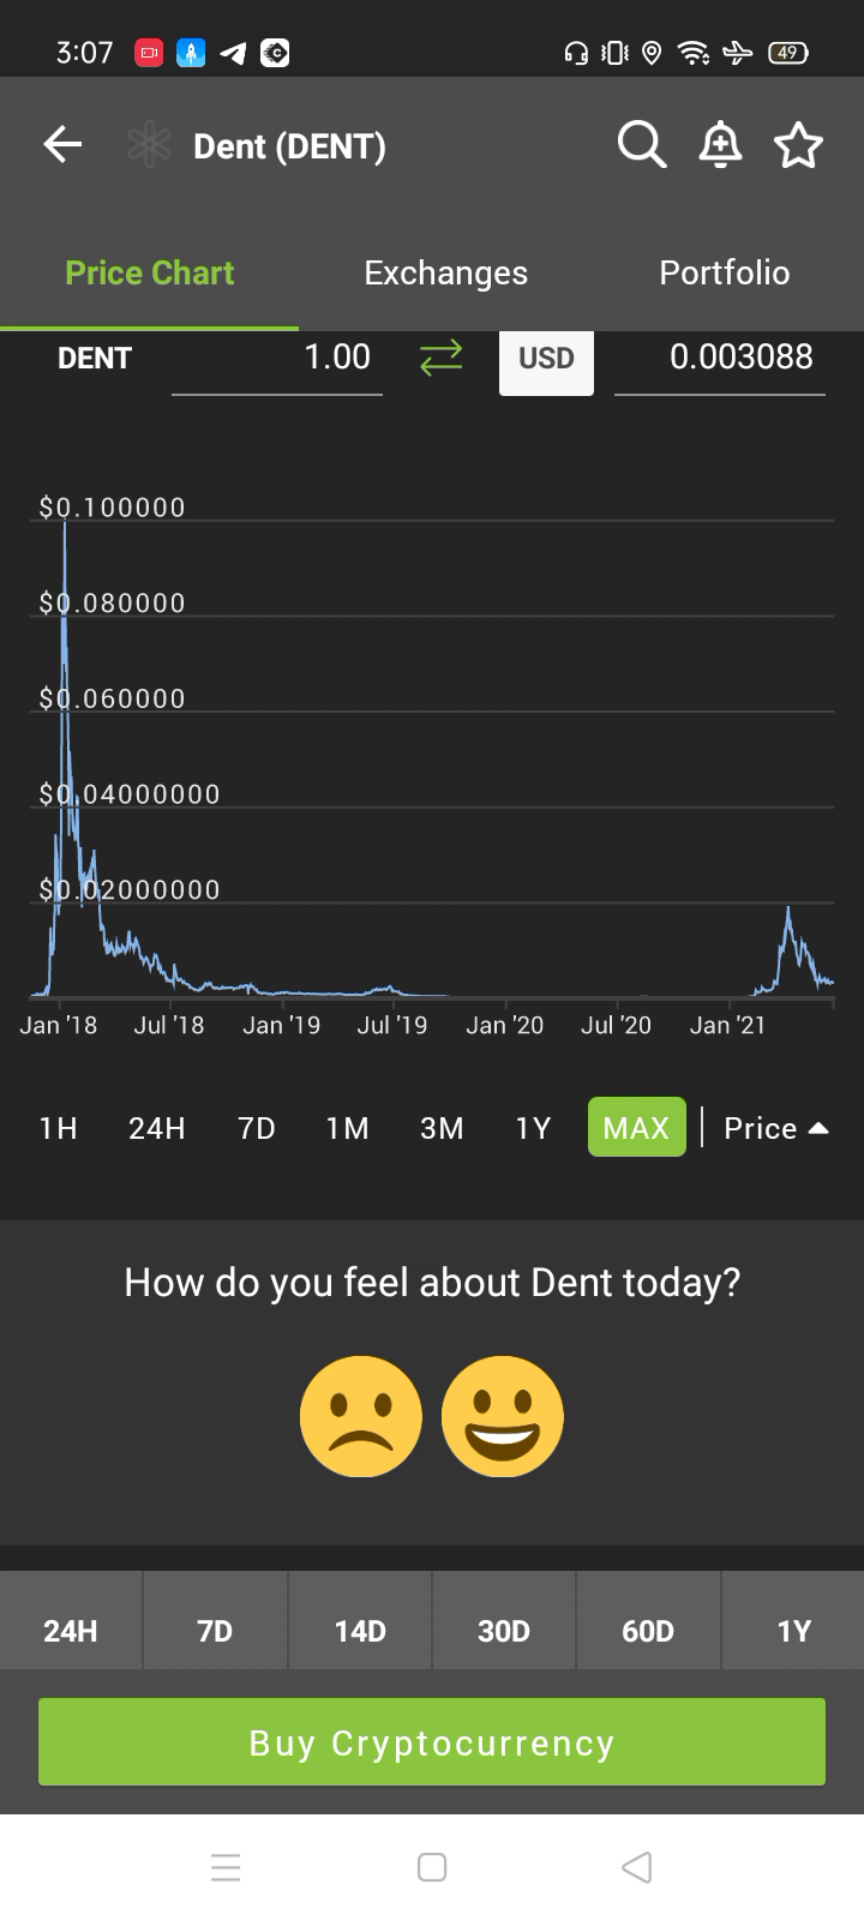 3:07 49
Dent (DENT)
Price Chart Exchanges Portfolio
DENT 1.00 USD 0.003088
$0.100000
$0.080000
$0.060000
$0.04000000
$0.02000000
Jan '18 Jul '18 Jan '19 Jul '19 Jan '20 Jul '20 Jan '21
1H 24H 7D 1M 3M 1Y MAX | Price
How do you feel about Dent today?
24H 7D 14D 30D 60D 1Y
Buy Cryptocurrency